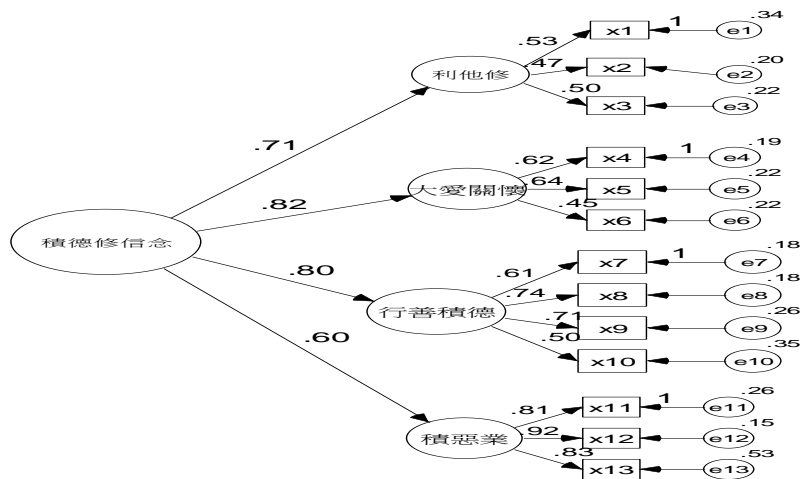 .34
1
.53
x1
e1
.20
.47
x2
e2
利他修
.22
.50
x3
e3
.71
.19
1
.62
x4
e4
.22
大愛關懷
.64
x5
e5
.22
.82
.45
x6
e6
積德修信念
.18
1
.61
x7
e7
.18
.80
.74
x8
e8
行善積德
.26
.71
x9
e9
.35
.60
.50
x10
e10
.26
1
.81
x11
e11
.15
積惡業
.92
x12
e12
.53
.83
x13
e13